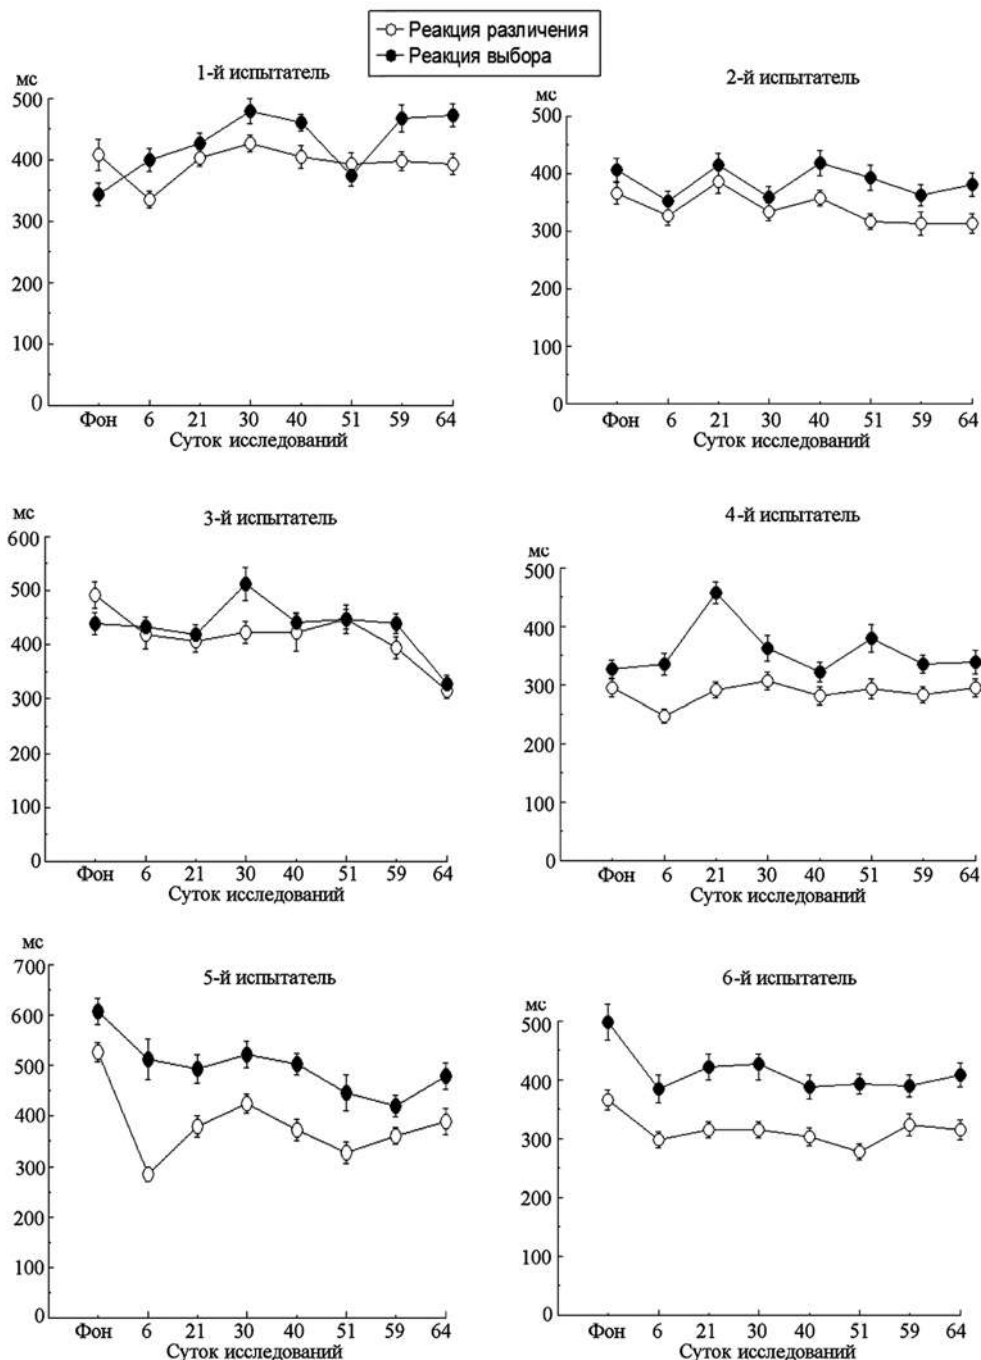 Реакция различения
Реакция выбора
1-й испытатель
мс
500
400
300
200
100
0
Фон 6 21 30 40 51 59 64
Суток исследований
2-й испытатель
мс
500
400
300
200
100
0
Фон 6 21 30 40 51 59 64
Суток исследований
3-й испытатель
мс
600
500
400
300
200
100
0
Фон 6 21 30 40 51 59 64
Суток исследований
4-й испытатель
мс
500
400
300
200
100
0
Фон 6 21 30 40 51 59 64
Суток исследований
5-й испытатель
мс
700
600
500
400
300
200
100
0
Фон 6 21 30 40 51 59 64
Суток исследований
6-й испытатель
мс
500
400
300
200
100
0
Фон 6 21 30 40 51 59 64
Суток исследований